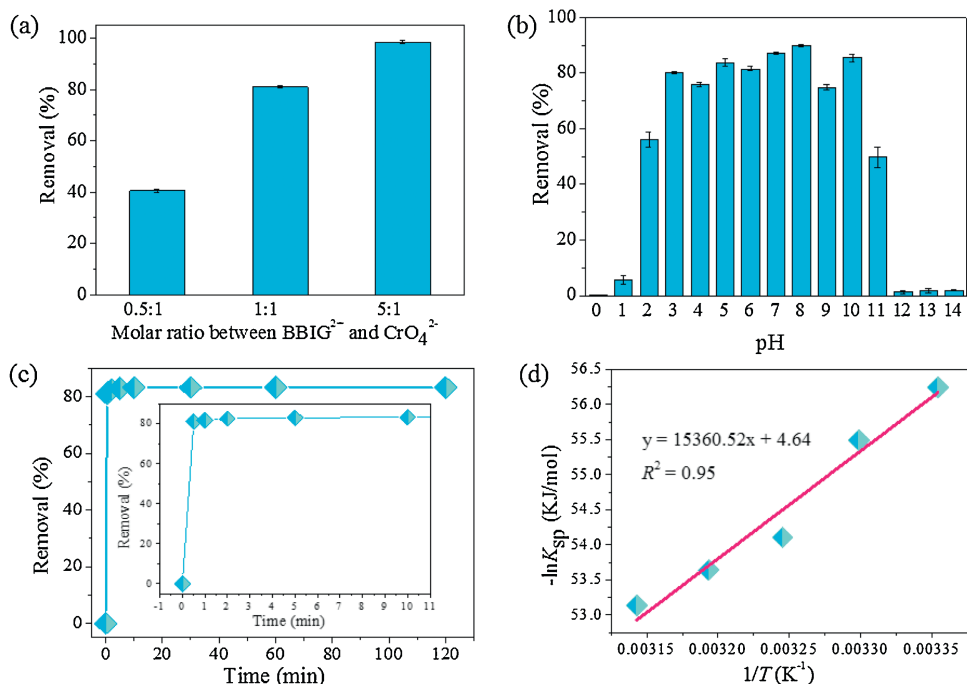 (a)
100
80
60
40
20
0
Removal (%)
0.5:1 1:1 5:1
Molar ratio between BBIG²⁻ and CrO₄²⁻
(b)
100
80
60
40
20
0
Removal (%)
0 1 2 3 4 5 6 7 8 9 10 11 12 13 14
pH
(c)
80
60
40
20
0
Removal (%)
0 20 40 60 80 100 120
Time (min)
80
60
40
20
0
Removal (%)
-1 0 1 2 3 4 5 6 7 8 9 10 11
Time (min)
(d)
56.5
56.0
55.5
55.0
54.5
54.0
53.5
53.0
-lnKsp (KJ/mol)
y = 15360.52x + 4.64
R² = 0.95
0.00315 0.00320 0.00325 0.00330 0.00335
1/T (K⁻¹)